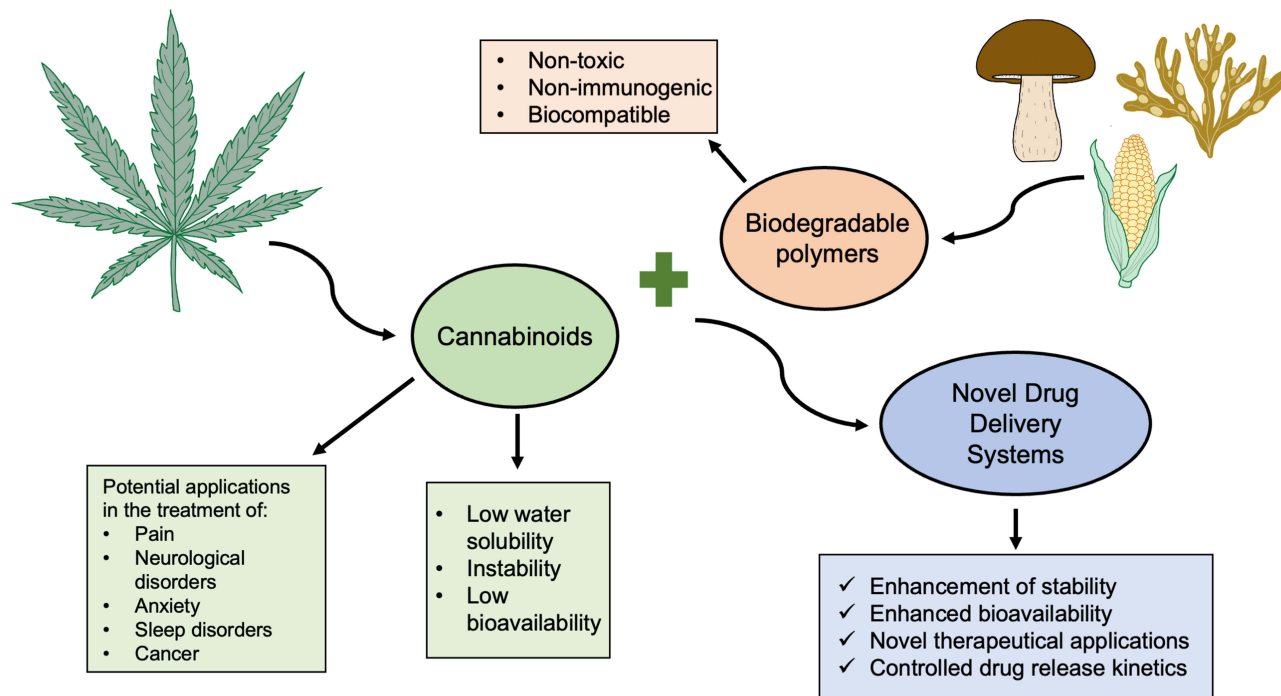 • Non-toxic
• Non-immunogenic
• Biocompatible
Biodegradable
polymers
Cannabinoids
Novel Drug
Delivery
Systems
Potential applications
in the treatment of:
• Pain
• Neurological
disorders
• Anxiety
• Sleep disorders
• Cancer
• Low water
solubility
• Instability
• Low
bioavailability
✓ Enhancement of stability
✓ Enhanced bioavailability
✓ Novel therapeutical applications
✓ Controlled drug release kinetics